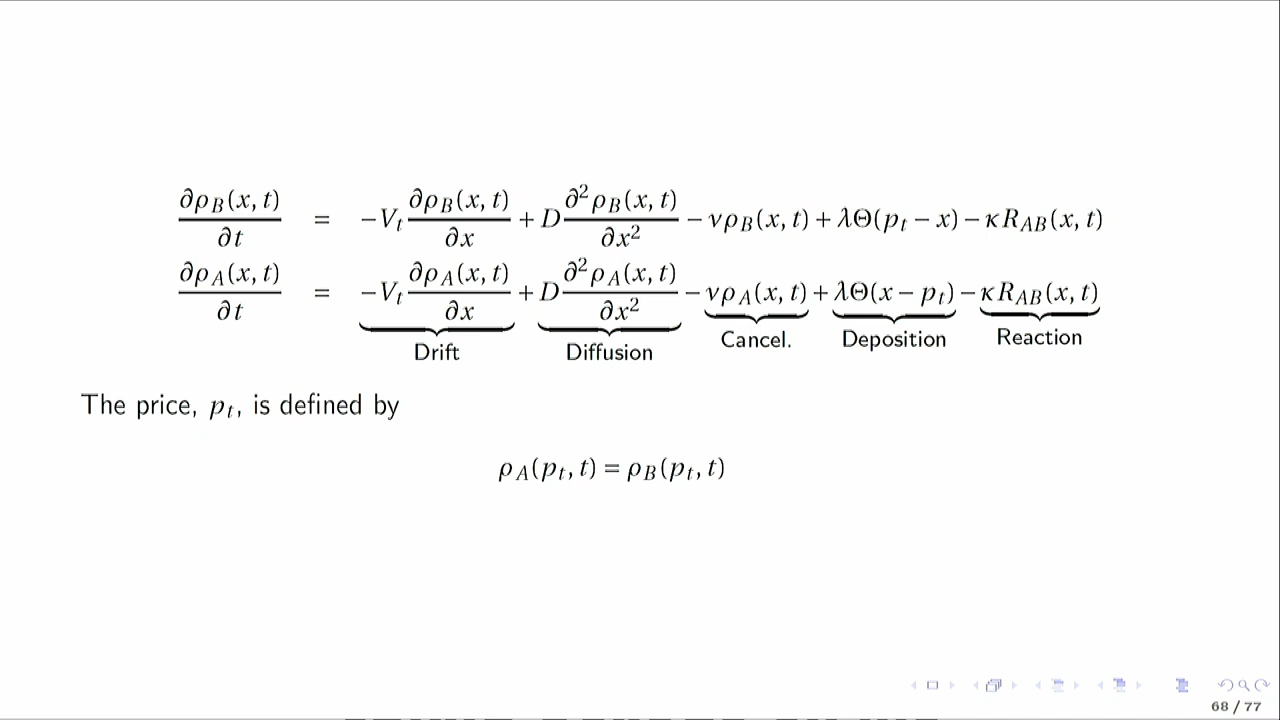 ∂ρ_B(x, t)/∂t = −V_t ∂ρ_B(x, t)/∂x + D ∂²ρ_B(x, t)/∂x² − νρ_B(x, t) + λΘ(p_t − x) − κR_AB(x, t)
∂ρ_A(x, t)/∂t = −V_t ∂ρ_A(x, t)/∂x + D ∂²ρ_A(x, t)/∂x² − νρ_A(x, t) + λΘ(x − p_t) − κR_AB(x, t)
Drift Diffusion Cancel. Deposition Reaction
The price, p_t, is defined by
ρ_A(p_t, t) = ρ_B(p_t, t)
68 / 77